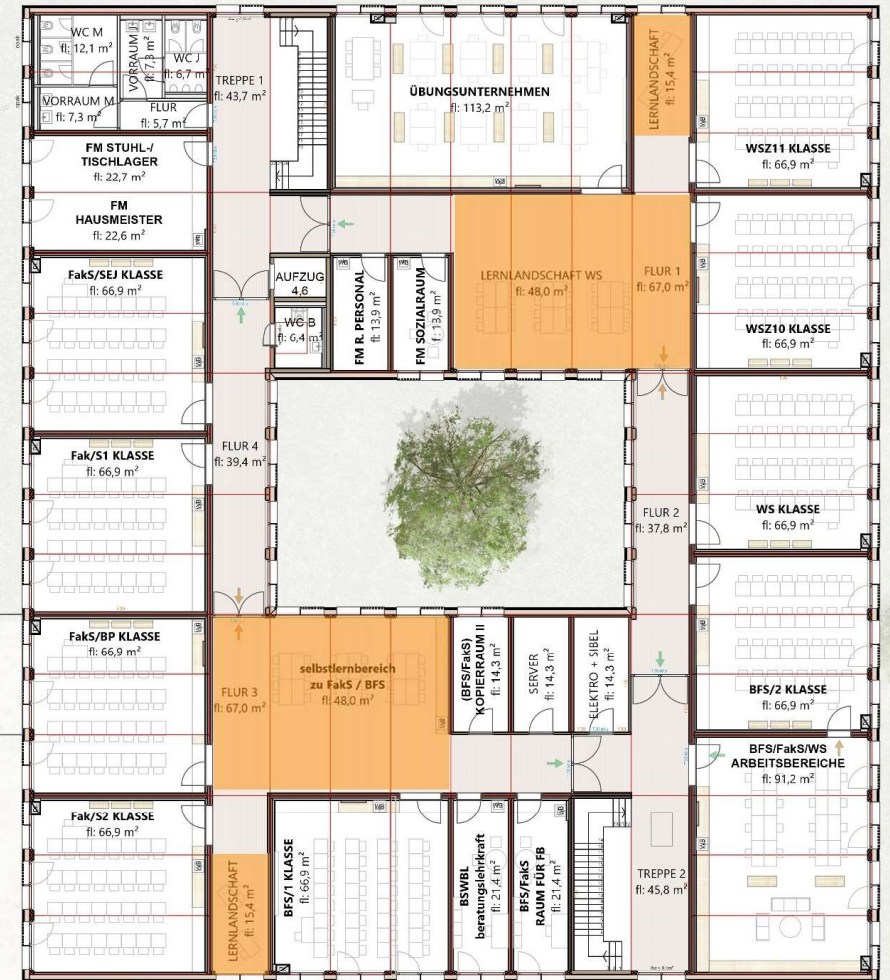 WC M
fl: 12,1 m²
VORRAUM J
fl: 7,3 m²
WC J
fl: 6,7 m²
VORRAUM M
fl: 7,3 m²
FLUR
fl: 5,7 m²
TREPPE 1
fl: 43,7 m²
ÜBUNGSUNTERNEHMEN
fl: 113,2 m²
LERNLANDSCHAFT
fl: 15,4 m²
WSZ11 KLASSE
fl: 66,9 m²
FM STUHL-/
TISCHLAGER
fl: 22,7 m²
FM
HAUSMEISTER
fl: 22,6 m²
FakS/SEJ KLASSE
fl: 66,9 m²
AUFZUG
4,6
WC B
fl: 6,4 m²
FM R. PERSONAL
fl: 13,9 m²
FM SOZIALRAUM
fl: 13,9 m²
LERNLANDSCHAFT WS
fl: 48,0 m²
FLUR 1
fl: 67,0 m²
WSZ10 KLASSE
fl: 66,9 m²
Fak/S1 KLASSE
fl: 66,9 m²
FLUR 4
fl: 39,4 m²
FLUR 2
fl: 37,8 m²
WS KLASSE
fl: 66,9 m²
FakS/BP KLASSE
fl: 66,9 m²
FLUR 3
fl: 67,0 m²
selbstlernbereich
zu FakS / BFS
fl: 48,0 m²
(BFS/FakS)
KOPIERRAUM II
fl: 14,3 m²
SERVER
fl: 14,3 m²
ELEKTRO + SIBEL
fl: 14,3 m²
BFS/2 KLASSE
fl: 66,9 m²
BFS/FakS/WS
ARBEITSBEREICHE
fl: 91,2 m²
Fak/S2 KLASSE
fl: 66,9 m²
LERNLANDSCHAFT
fl: 15,4 m²
BFS/1 KLASSE
fl: 66,9 m²
BSWBL
beratungslehrkraft
fl: 21,4 m²
BFS/FakS
RAUM FÜR FB
fl: 21,4 m²
TREPPE 2
fl: 45,8 m²